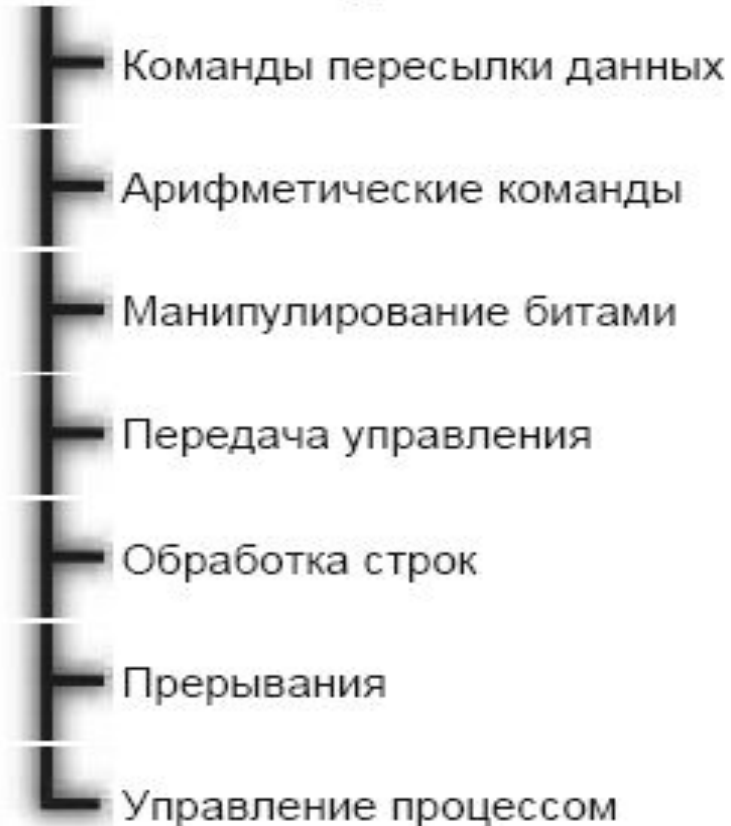 Команды пересылки данных
Арифметические команды
Манипулирование битами
Передача управления
Обработка строк
Прерывания
Управление процессом